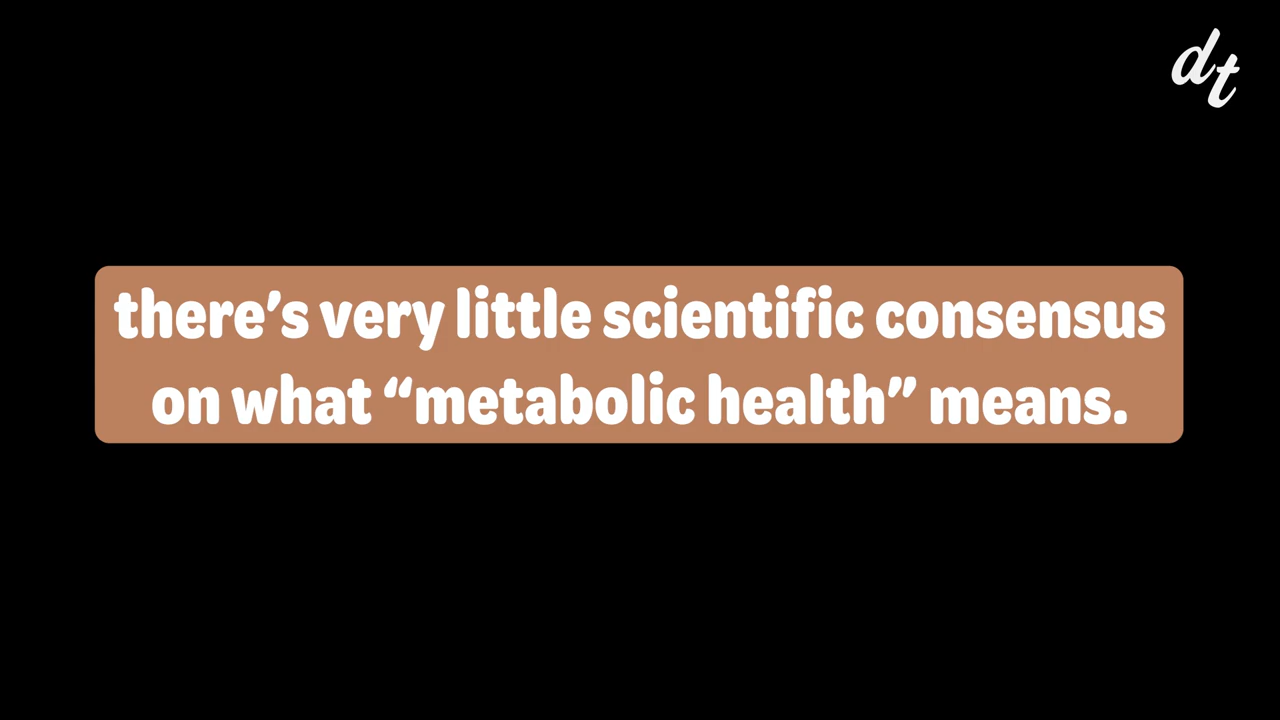 dt
there’s very little scientific consensus
on what “metabolic health” means.